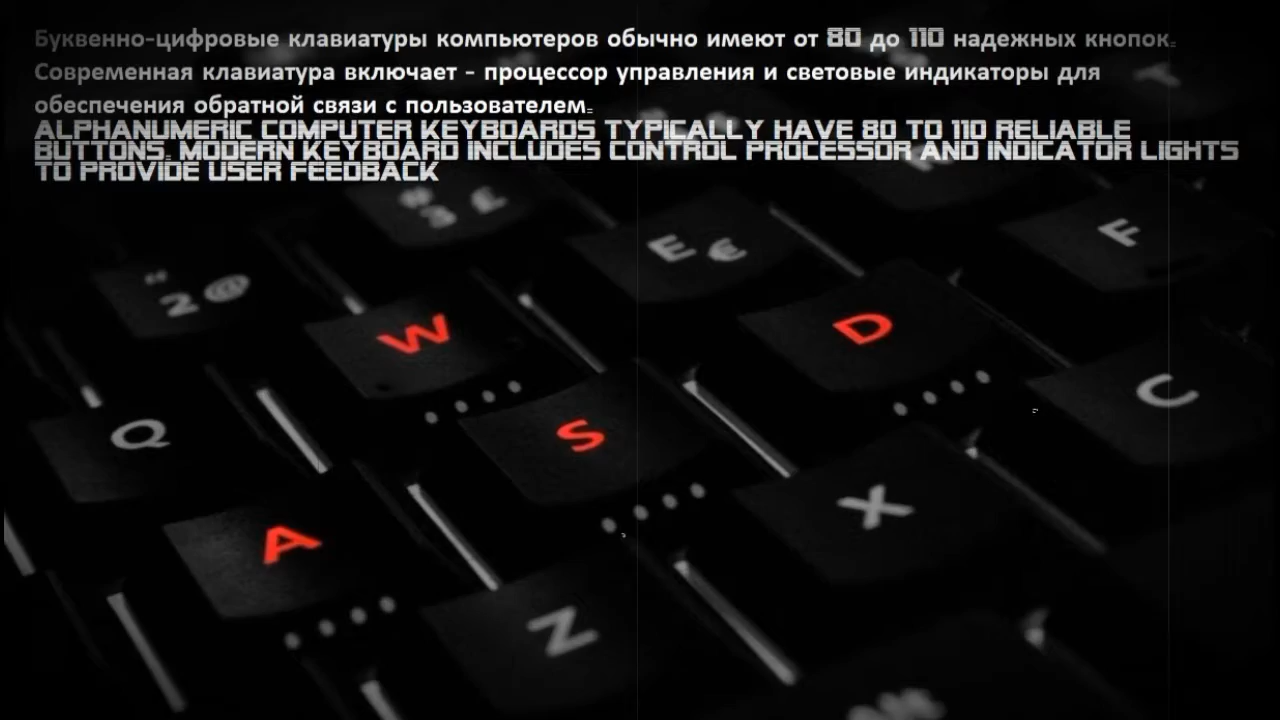 Буквенно-цифровые клавиатуры компьютеров обычно имеют от 80 до 110 надежных кнопок.
Современная клавиатура включает - процессор управления и световые индикаторы для
обеспечения обратной связи с пользователем.
ALPHANUMERIC COMPUTER KEYBOARDS TYPICALLY HAVE 80 TO 110 RELIABLE
BUTTONS. MODERN KEYBOARD INCLUDES CONTROL PROCESSOR AND INDICATOR LIGHTS
TO PROVIDE USER FEEDBACK
# 3 £
E €
F
" 2 @
W
D
Q
S
C
A
X
Z